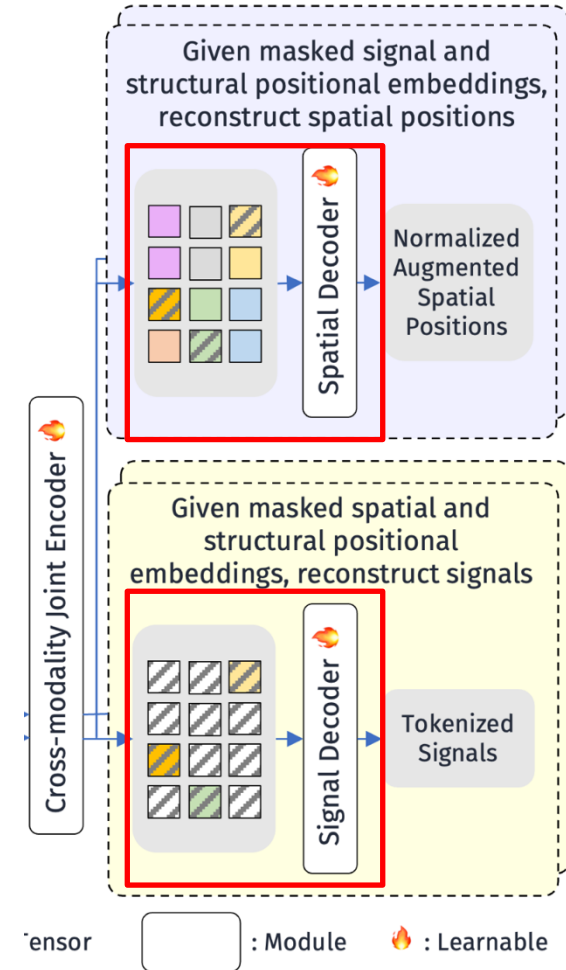 Given masked signal and
structural positional embeddings,
reconstruct spatial positions
Spatial Decoder
Normalized
Augmented
Spatial
Positions
Cross-modality Joint Encoder
Given masked spatial and
structural positional
embeddings, reconstruct signals
Signal Decoder
Tokenized
Signals
ensor
: Module
: Learnable